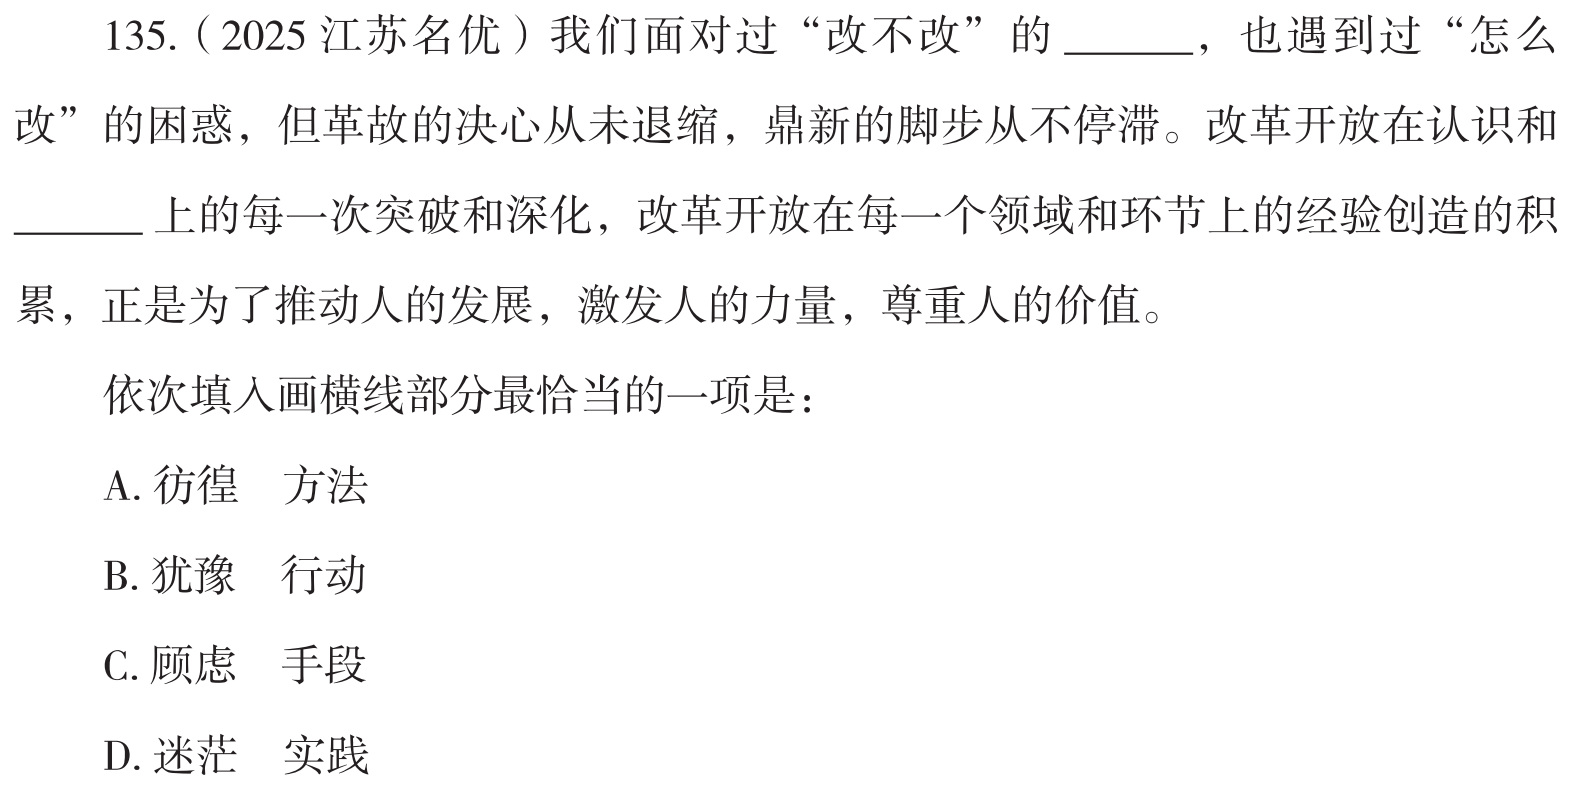 135.（2025 江苏名优）我们面对过“改不改”的 ______，也遇到过“怎么
改”的困惑，但革故的决心从未退缩，鼎新的脚步从不停滞。改革开放在认识和
______ 上的每一次突破和深化，改革开放在每一个领域和环节上的经验创造的积
累，正是为了推动人的发展，激发人的力量，尊重人的价值。
依次填入画横线部分最恰当的一项是：
A. 彷徨　方法
B. 犹豫　行动
C. 顾虑　手段
D. 迷茫　实践